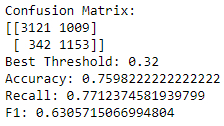 Confusion Matrix:
[[3121 1009]
 [ 342 1153]]
Best Threshold: 0.32
Accuracy: 0.7598222222222222
Recall: 0.7712374581939799
F1: 0.6305715066994804